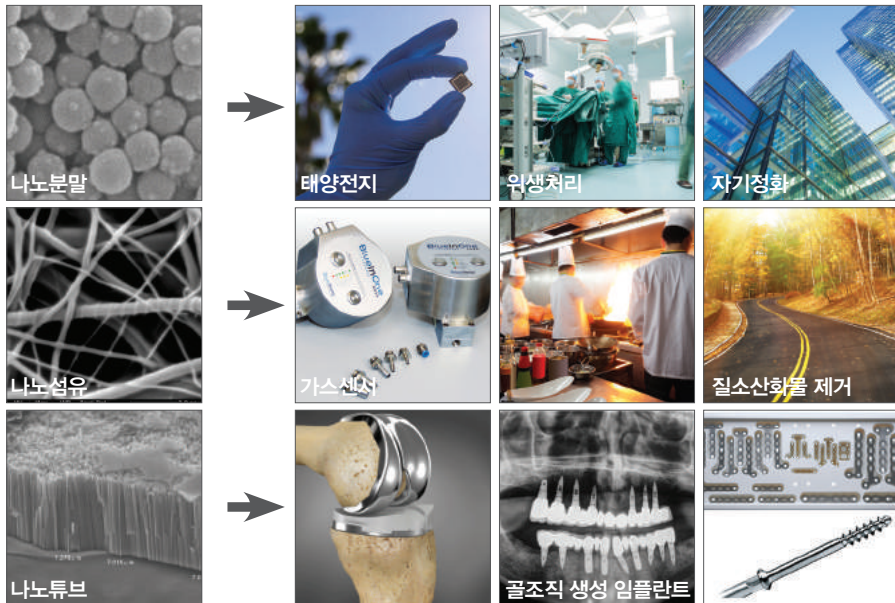 나노분말
태양전지
위생처리
자기정화
BlueInOne
BlueInOne
나노섬유
가스센서
질소산화물 제거
나노튜브
골조직 생성 임플란트